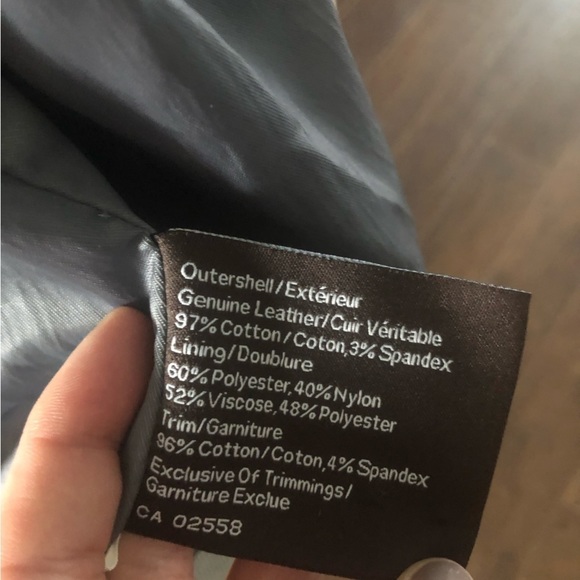 Outershell/Extérieur
Genuine Leather/Cuir Véritable
97% Cotton/Coton,3% Spandex
Lining/Doublure
60% Polyester,40% Nylon
52% Viscose,48% Polyester
Trim/Garniture
96% Cotton/Coton,4% Spandex
Exclusive Of Trimmings/
Garniture Exclue
CA 02558